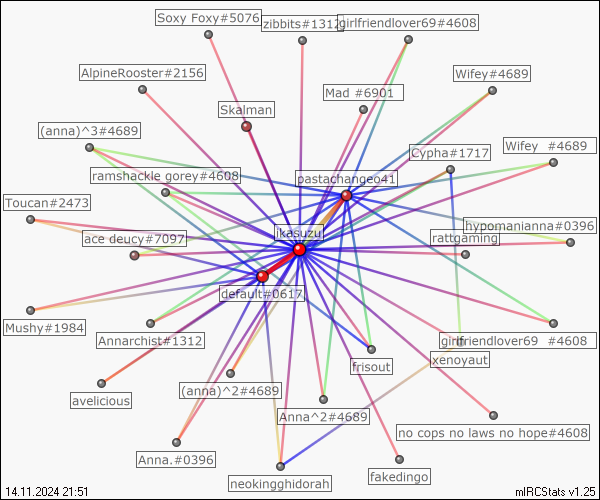 Soxy Foxy#5076
zibbits#1312
girlfriendlover69#4608
AlpineRooster#2156
Wifey#4689
Mad #6901
Skalman
(anna)^3#4689
Wifey #4689
Cypha#1717
ramshackle gorey#4608
pastachangeo41
Toucan#2473
hypomanianna#0396
ikasuzu
ace deucy#7097
rattgaming
default#0617
Mushy#1984
Annarchist#1312
girlfriendlover69 #4608
xenoyaut
frisout
(anna)^2#4689
avelicious
Anna^2#4689
no cops no laws no hope#4608
Anna.#0396
fakedingo
neokingghidorah
14.11.2024 21:51
mIRCStats v1.25